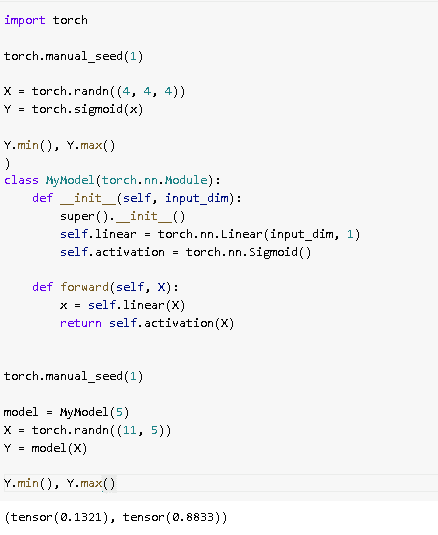 import torch
torch.manual_seed(1)
X = torch.randn((4, 4, 4))
Y = torch.sigmoid(x)
Y.min(), Y.max()
)
class MyModel(torch.nn.Module):
    def __init__(self, input_dim):
        super().__init__()
        self.linear = torch.nn.Linear(input_dim, 1)
        self.activation = torch.nn.Sigmoid()
    def forward(self, X):
        x = self.linear(X)
        return self.activation(X)
torch.manual_seed(1)
model = MyModel(5)
X = torch.randn((11, 5))
Y = model(X)
Y.min(), Y.max()
(tensor(0.1321), tensor(0.8833))